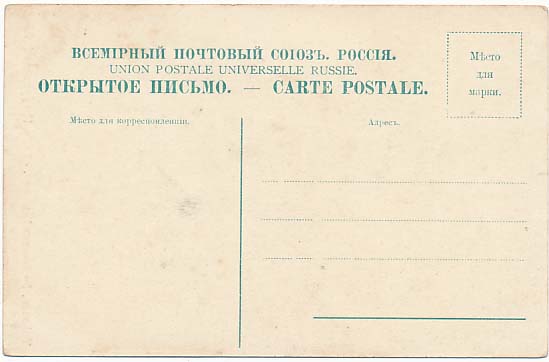 ВСЕМІРНЫЙ ПОЧТОВЫЙ СОЮЗЪ. РОССІЯ.
UNION POSTALE UNIVERSELLE RUSSIE.
ОТКРЫТОЕ ПИСЬМО. — CARTE POSTALE.
Мѣсто
для
марки.
Мѣсто для корреспонденціи.
Адресъ.